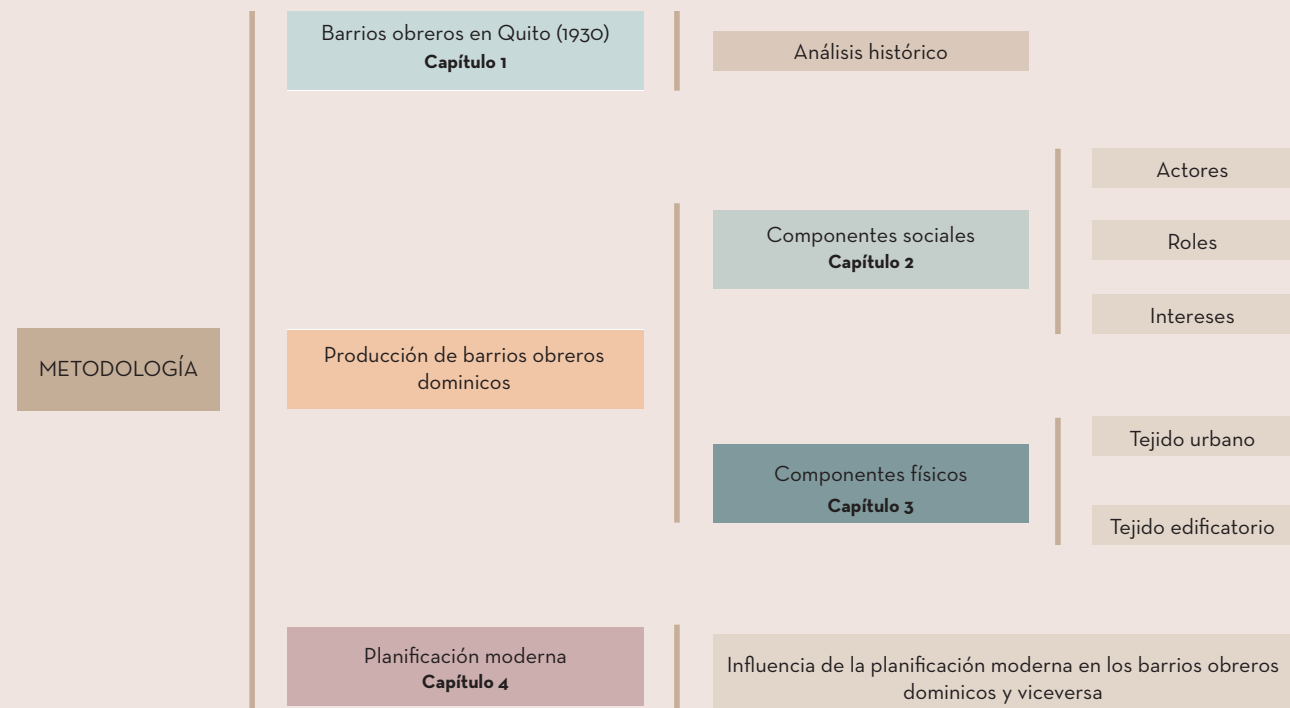 METODOLOGÍA
Barrios obreros en Quito (1930)
Capítulo 1
Análisis histórico
Producción de barrios obreros
dominicos
Componentes sociales
Capítulo 2
Actores
Roles
Intereses
Componentes físicos
Capítulo 3
Tejido urbano
Tejido edificatorio
Planificación moderna
Capítulo 4
Influencia de la planificación moderna en los barrios obreros
dominicos y viceversa